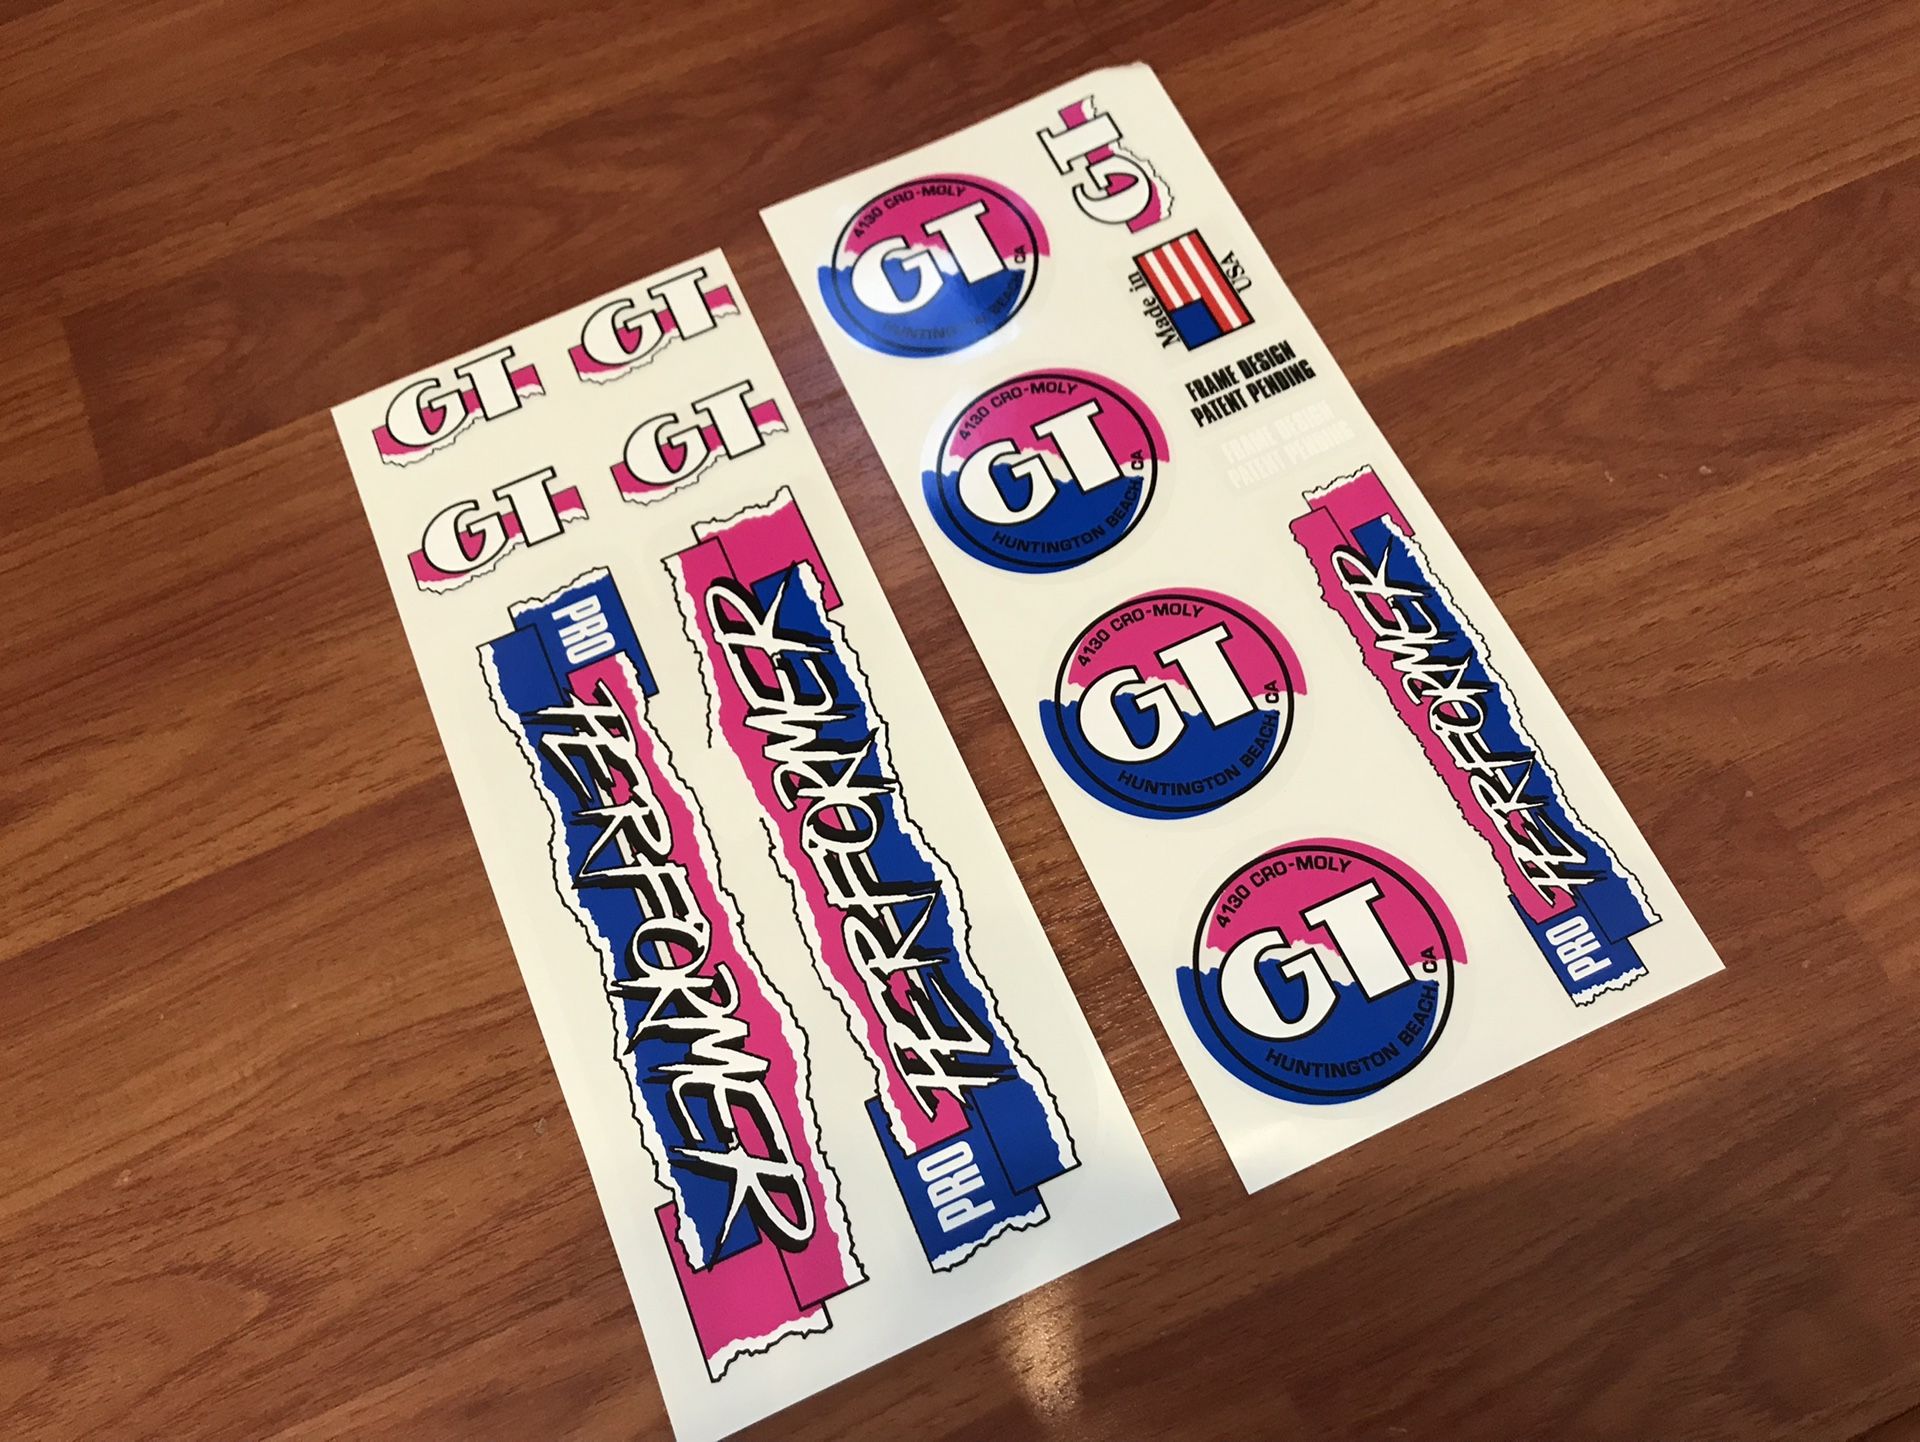 GT
GT
GT
GT
PRO
PERFORMER
PRO
PERFORMER
4130 CRO-MOLY
GT
HUNTINGTON BEACH, CA
4130 CRO-MOLY
GT
HUNTINGTON BEACH, CA
4130 CRO-MOLY
GT
HUNTINGTON BEACH, CA
4130 CRO-MOLY
GT
HUNTINGTON BEACH, CA
GT
Made in
USA
FRAME DESIGN
PATENT PENDING
FRAME DESIGN
PATENT PENDING
PRO
PERFORMER